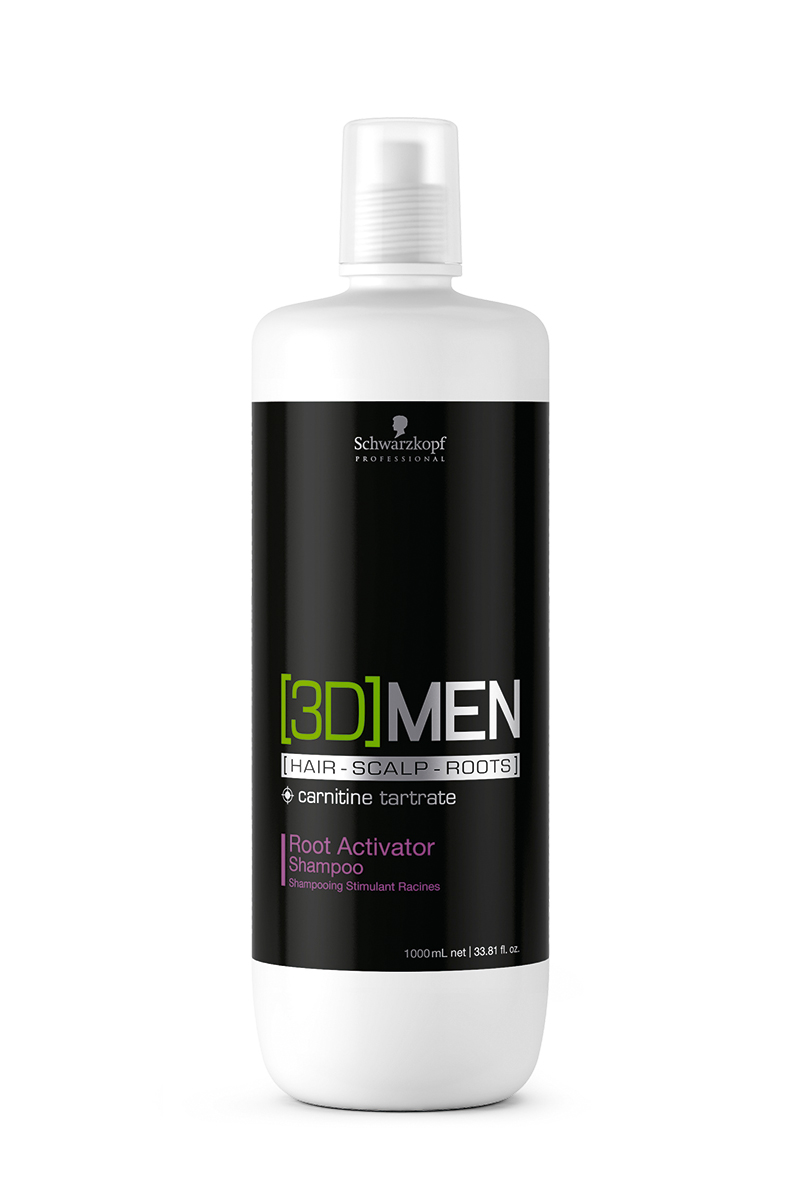 Schwarzkopf
PROFESSIONAL
[3D]MEN
[HAIR - SCALP - ROOTS]
carnitine tartrate
Root Activator
Shampoo
Shampooing Stimulant Racines
1000mL net | 33.81 fl. oz.